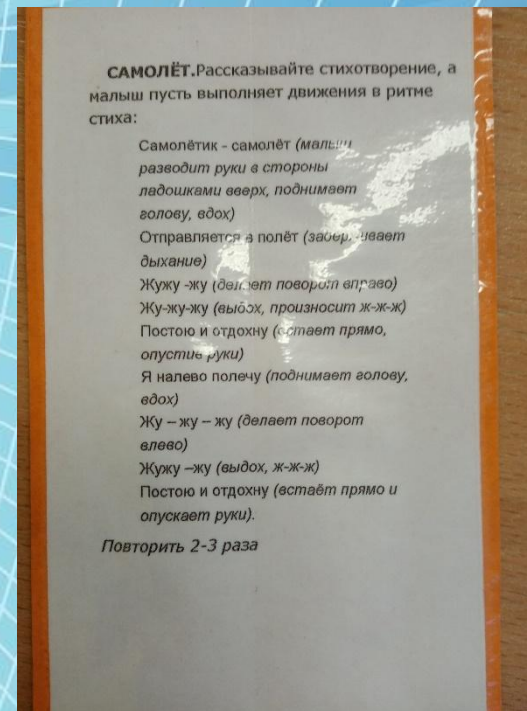 САМОЛЁТ.Рассказывайте стихотворение, а
малыш пусть выполняет движения в ритме
стиха:
Самолётик - самолёт (малыш
разводит руки в стороны
ладошками вверх, поднимает
голову, вдох)
Отправляется в полёт (задерживает
дыхание)
Жужу -жу (делает поворот вправо)
Жу-жу-жу (выдох, произносит ж-ж-ж)
Постою и отдохну (встает прямо,
опустив руки)
Я налево полечу (поднимает голову,
вдох)
Жу – жу – жу (делает поворот
влево)
Жужу –жу (выдох, ж-ж-ж)
Постою и отдохну (встаёт прямо и
опускает руки).
Повторить 2-3 раза